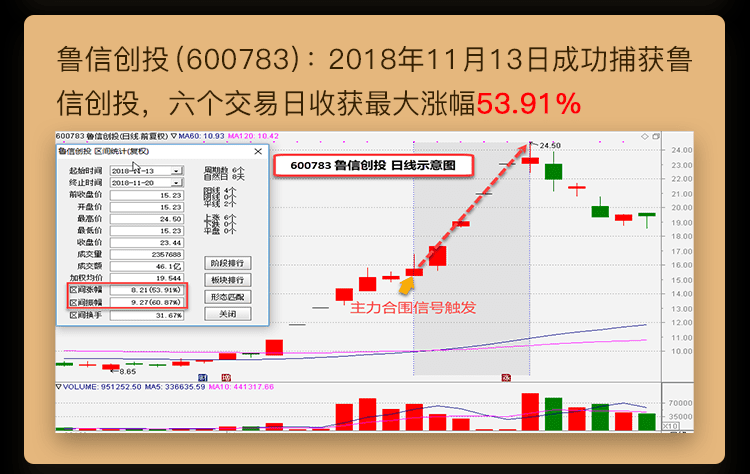 鲁信创投(600783)：2018年11月13日成功捕获鲁
信创投，六个交易日收获最大涨幅53.91%
600783 鲁信创投(日线 前复权) ▽ MA60: 10.93 MA120: 10.42
鲁信创投 区间统计(复权)
起始时间 2018-11-13 周期数 6个
终止时间 2018-11-20 自然日 8天
前收盘价 15.23
阳线 4个
开盘价 15.23
阴线 0个
平线 2个
最高价 24.50
上涨 6个
最低价 15.23
下跌 0个
收盘价 23.44
平盘 0个
成交量 2357688
成交额 46.1亿
阶段排行
加权均价 19.544
板块排行
区间涨幅 8.21(53.91%)
区间振幅 9.27(60.87%)
形态匹配
区间换手 31.67%
关闭
600783 鲁信创投 日线示意图
24.50
主力合围信号触发
8.65
24.00
22.00
20.00
19.00
18.00
16.00
15.00
14.00
13.00
12.00
10.00
▽ VOLUME: 951252.50 MA5: 336635.59 MA10: 441317.66
70000
35000
X10